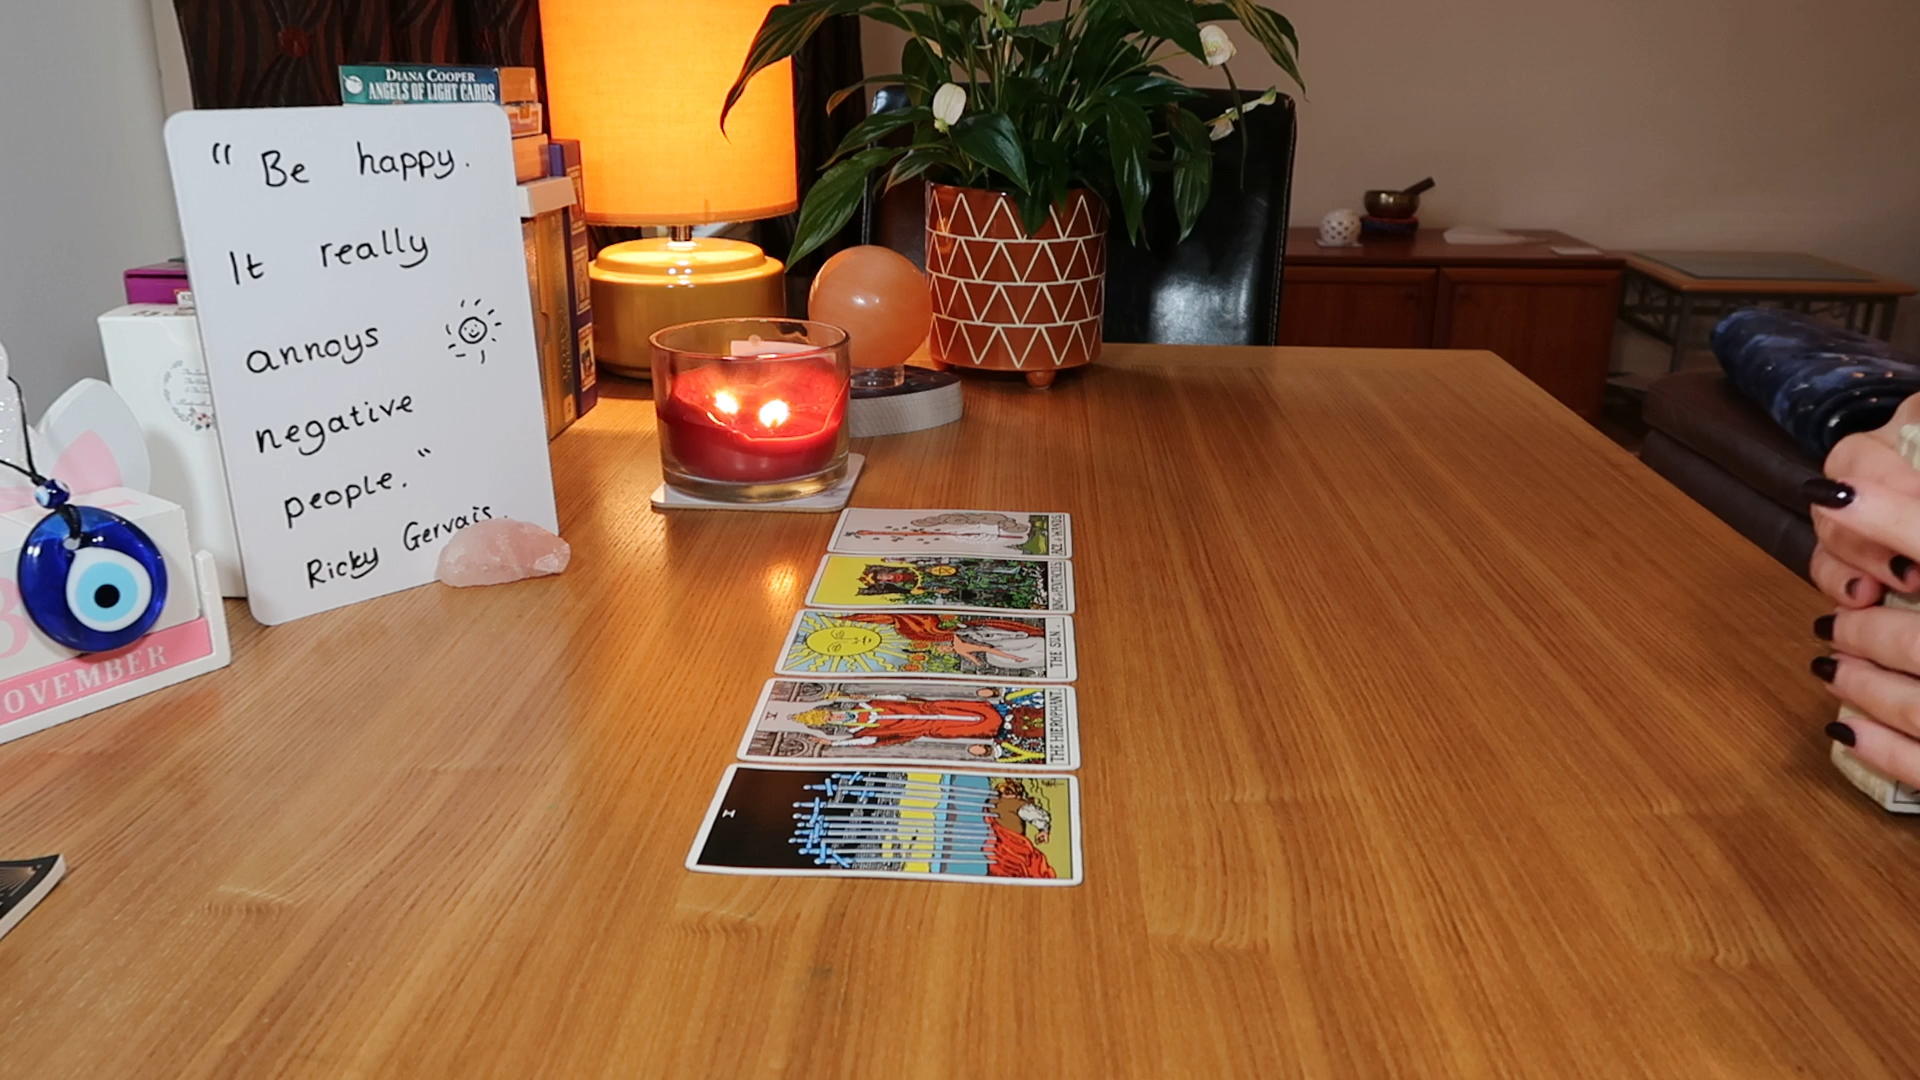 DIANA COOPER
ANGELS OF LIGHT CARDS
“ Be happy.
It really
annoys
negative
people. “
Ricky Gervais.
OVEMBER
ACE of WANDS
KING of PENTACLES
THE SUN.
V
THE HIEROPHANT.
X